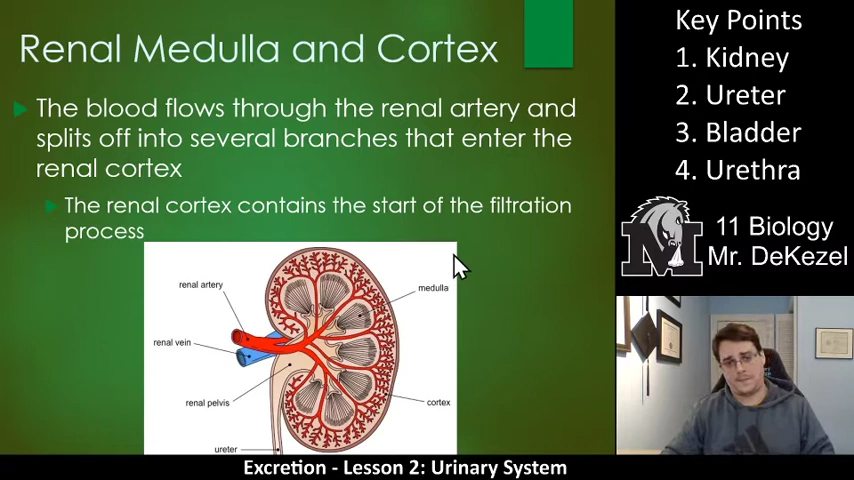 Renal Medulla and Cortex
The blood flows through the renal artery and
splits off into several branches that enter the
renal cortex
The renal cortex contains the start of the filtration
process
renal artery
medulla
renal vein
renal pelvis
cortex
ureter
Key Points
1. Kidney
2. Ureter
3. Bladder
4. Urethra
M
11 Biology
Mr. DeKezel
Excretion - Lesson 2: Urinary System